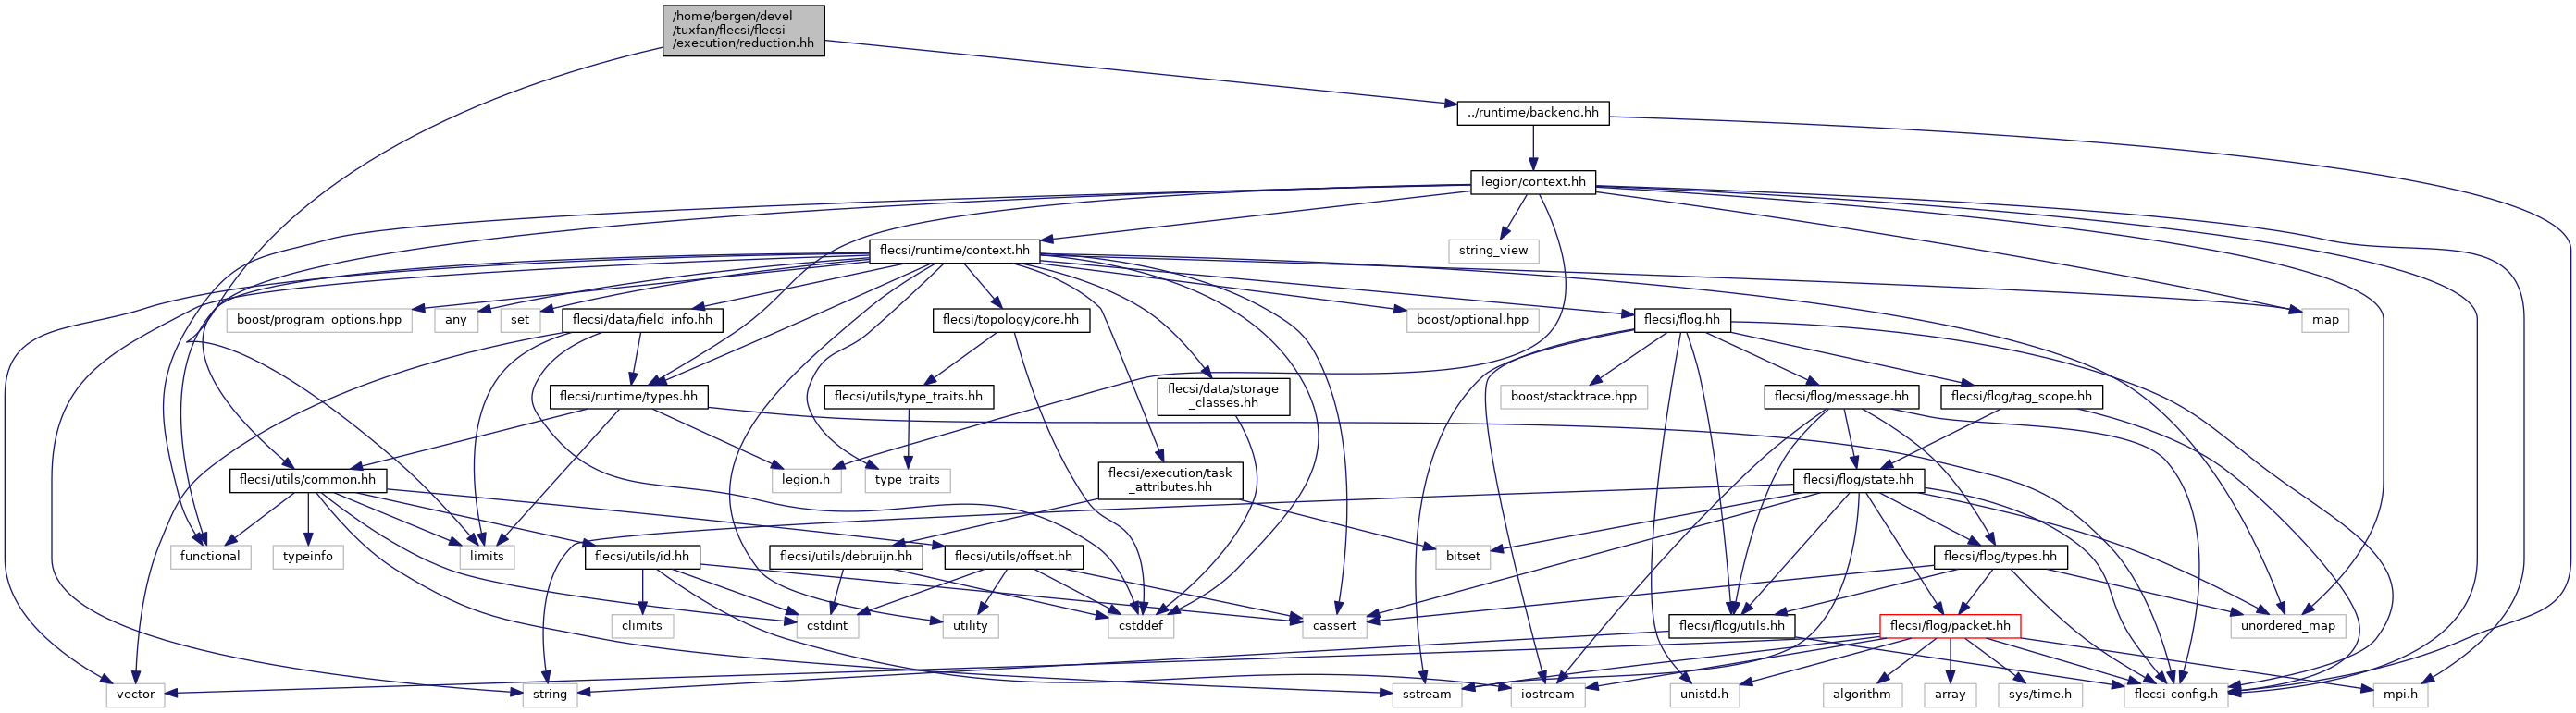 /home/bergen/devel
/tuxfan/flecsi/flecsi
/execution/reduction.hh
../runtime/backend.hh
legion/context.hh
flecsi/runtime/context.hh
string_view
boost/program_options.hpp
any
set
flecsi/data/field_info.hh
flecsi/topology/core.hh
boost/optional.hpp
flecsi/flog.hh
map
flecsi/runtime/types.hh
flecsi/utils/type_traits.hh
flecsi/data/storage
_classes.hh
boost/stacktrace.hpp
flecsi/flog/message.hh
flecsi/flog/tag_scope.hh
flecsi/utils/common.hh
legion.h
type_traits
flecsi/execution/task
_attributes.hh
flecsi/flog/state.hh
functional
typeinfo
limits
flecsi/utils/id.hh
flecsi/utils/debruijn.hh
flecsi/utils/offset.hh
bitset
flecsi/flog/types.hh
climits
cstdint
utility
cstddef
cassert
flecsi/flog/utils.hh
flecsi/flog/packet.hh
unordered_map
vector
string
sstream
iostream
unistd.h
algorithm
array
sys/time.h
flecsi-config.h
mpi.h